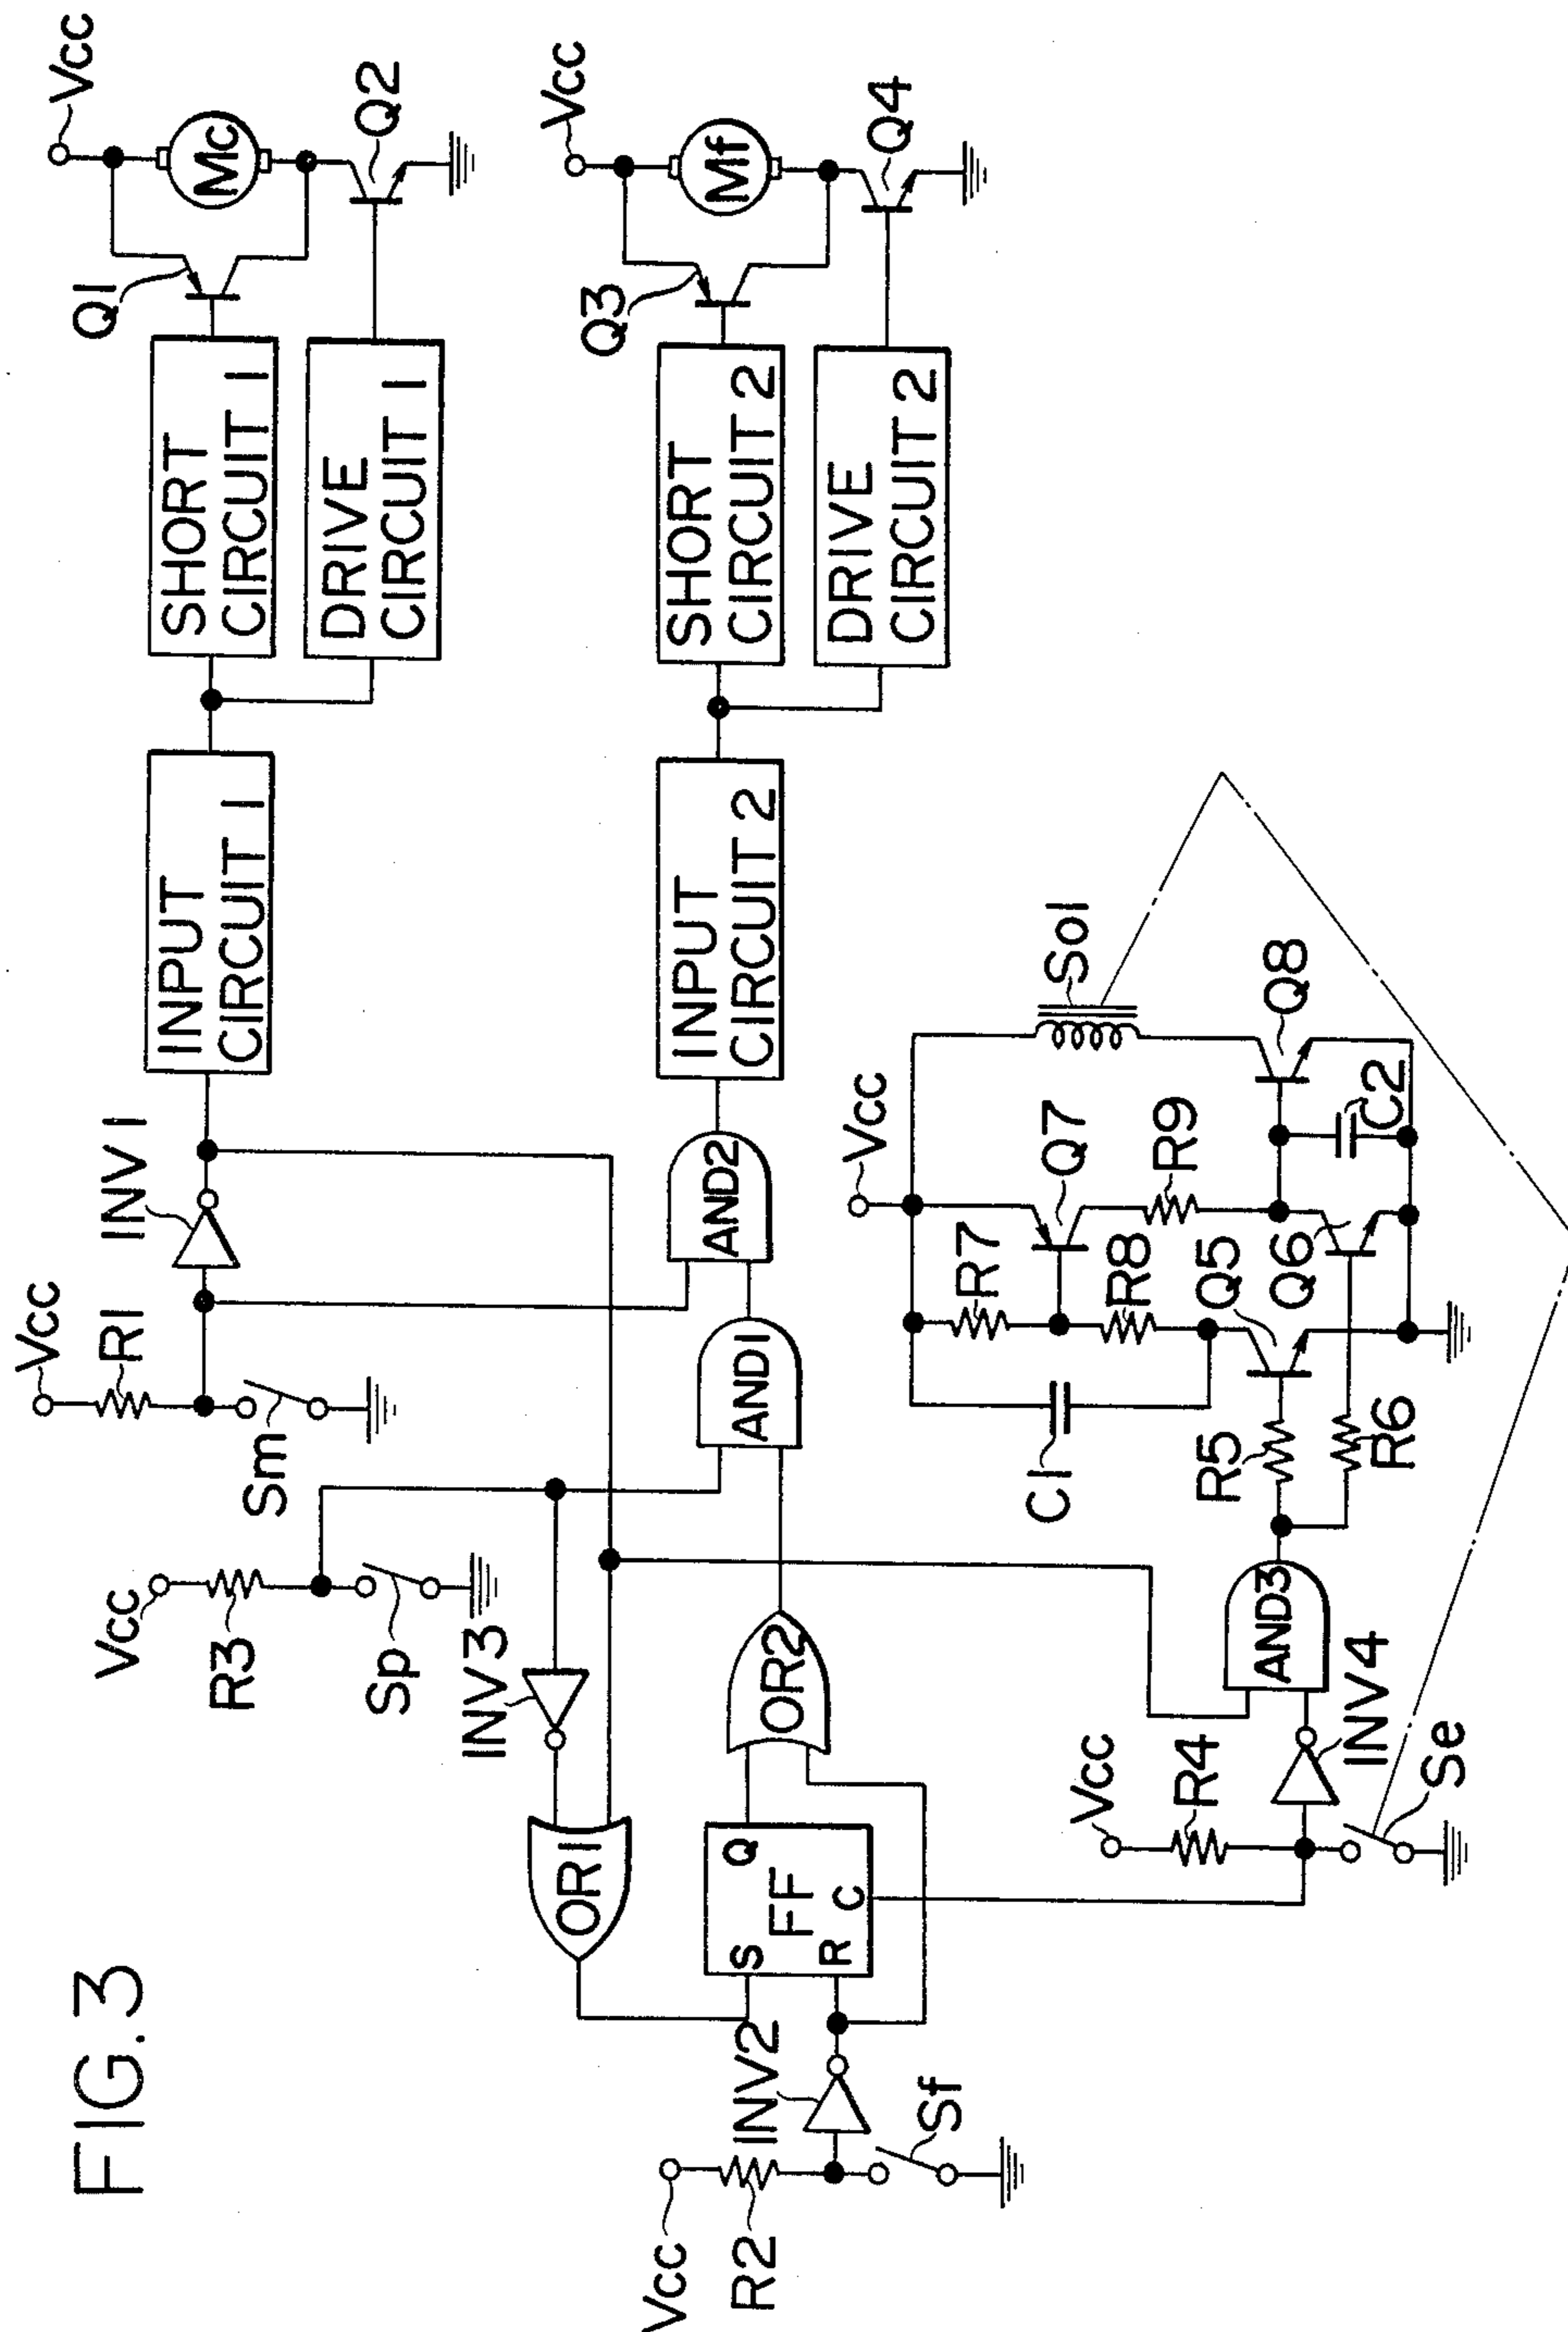 FIG.3
Vcc
R1
Sm
INV1
INPUT
CIRCUIT 1
SHORT
CIRCUIT 1
DRIVE
CIRCUIT 1
Q1
Vcc
Mc
Q2
Vcc
R3
Sp
INV3
OR1
Vcc
R2
Sf
INV2
S
R
FF
Q
C
OR2
AND1
AND2
INPUT
CIRCUIT 2
SHORT
CIRCUIT 2
DRIVE
CIRCUIT 2
Q3
Vcc
Mf
Q4
Vcc
R4
Se
INV4
AND3
R5
R6
C1
Vcc
R7
R8
Q5
Q6
Q7
R9
C2
Q8
Sol